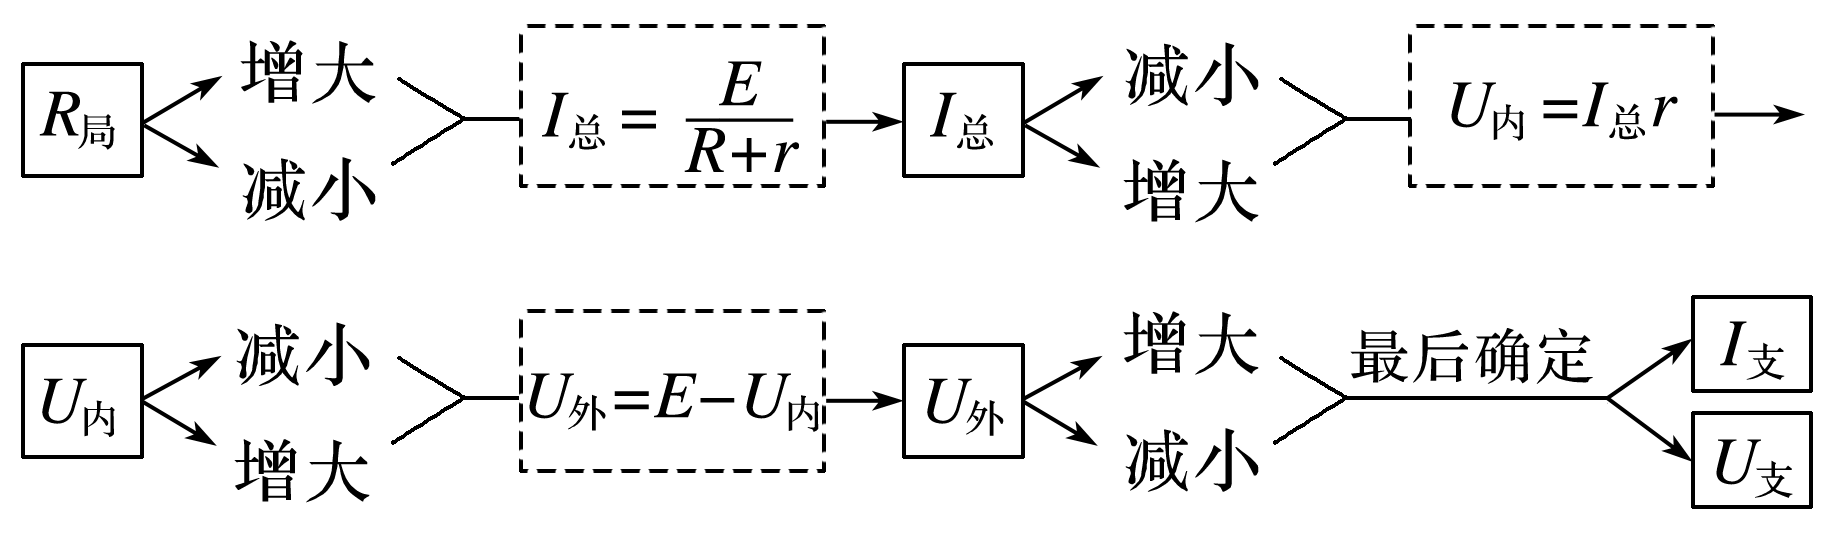 R局
增大
减小
I总 = E/(R+r)
I总
减小
增大
U内=I总r
U内
减小
增大
U外=E-U内
U外
增大
减小
最后确定
I支
U支